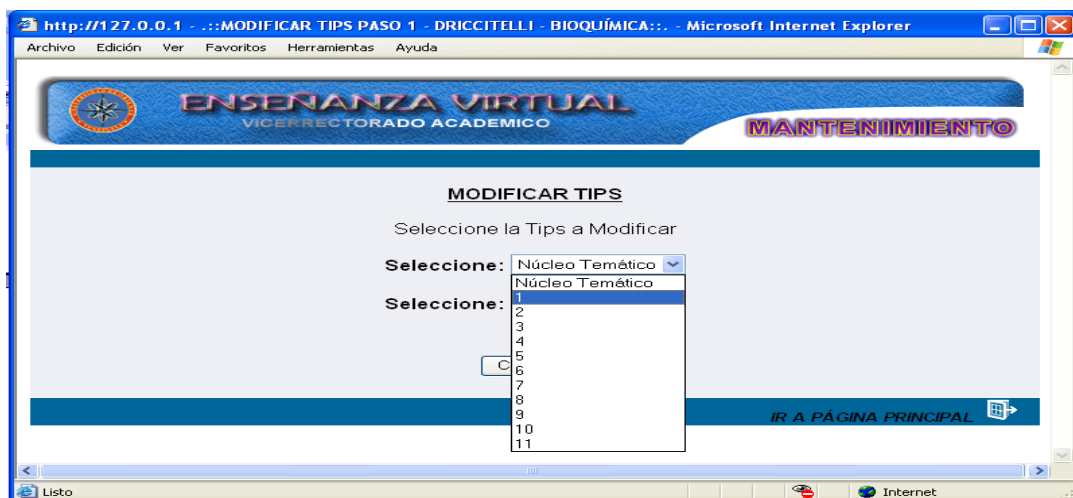 http://127.0.0.1 - .::MODIFICAR TIPS PASO 1 - DRICCITELLI - BIOQUÍMICA::. - Microsoft Internet Explorer
Archivo Edición Ver Favoritos Herramientas Ayuda
ENSEÑANZA VIRTUAL
VICERRECTORADO ACADEMICO
MANTENIMIENTO
MODIFICAR TIPS
Seleccione la Tips a Modificar
Seleccione: Núcleo Temático
Núcleo Temático
1
Seleccione:
2
3
4
5
C
6
7
8
9
IR A PÁGINA PRINCIPAL
10
11
Listo
Internet